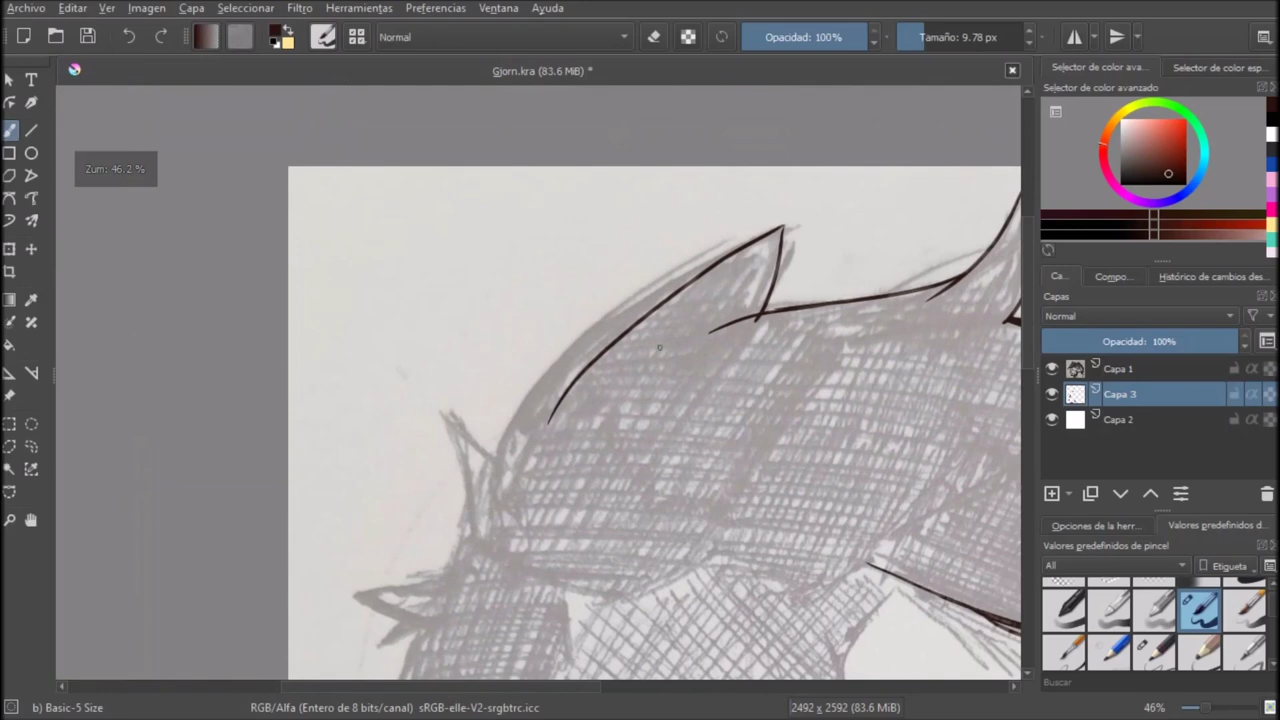 Archivo Editar Ver Imagen Capa Seleccionar Filtro Herramientas Preferencias Ventana Ayuda
Normal Opacidad: 100% Tamaño: 9.78 px
Gjorn.kra (83.6 MiB) *
Selector de color ava... Selector de color esp...
Selector de color avanzado
Zúm: 46.2 %
Ca... Compo... Histórico de cambios des...
Capas
Normal
Opacidad: 100%
Capa 1
Capa 3
Capa 2
Opciones de la herr... Valores predefinidos d...
Valores predefinidos de pincel
All Etiqueta
Buscar
b) Basic-5 Size RGB/Alfa (Entero de 8 bits/canal) sRGB-elle-V2-srgbtrc.icc 2492 x 2592 (83.6 MiB) 46%